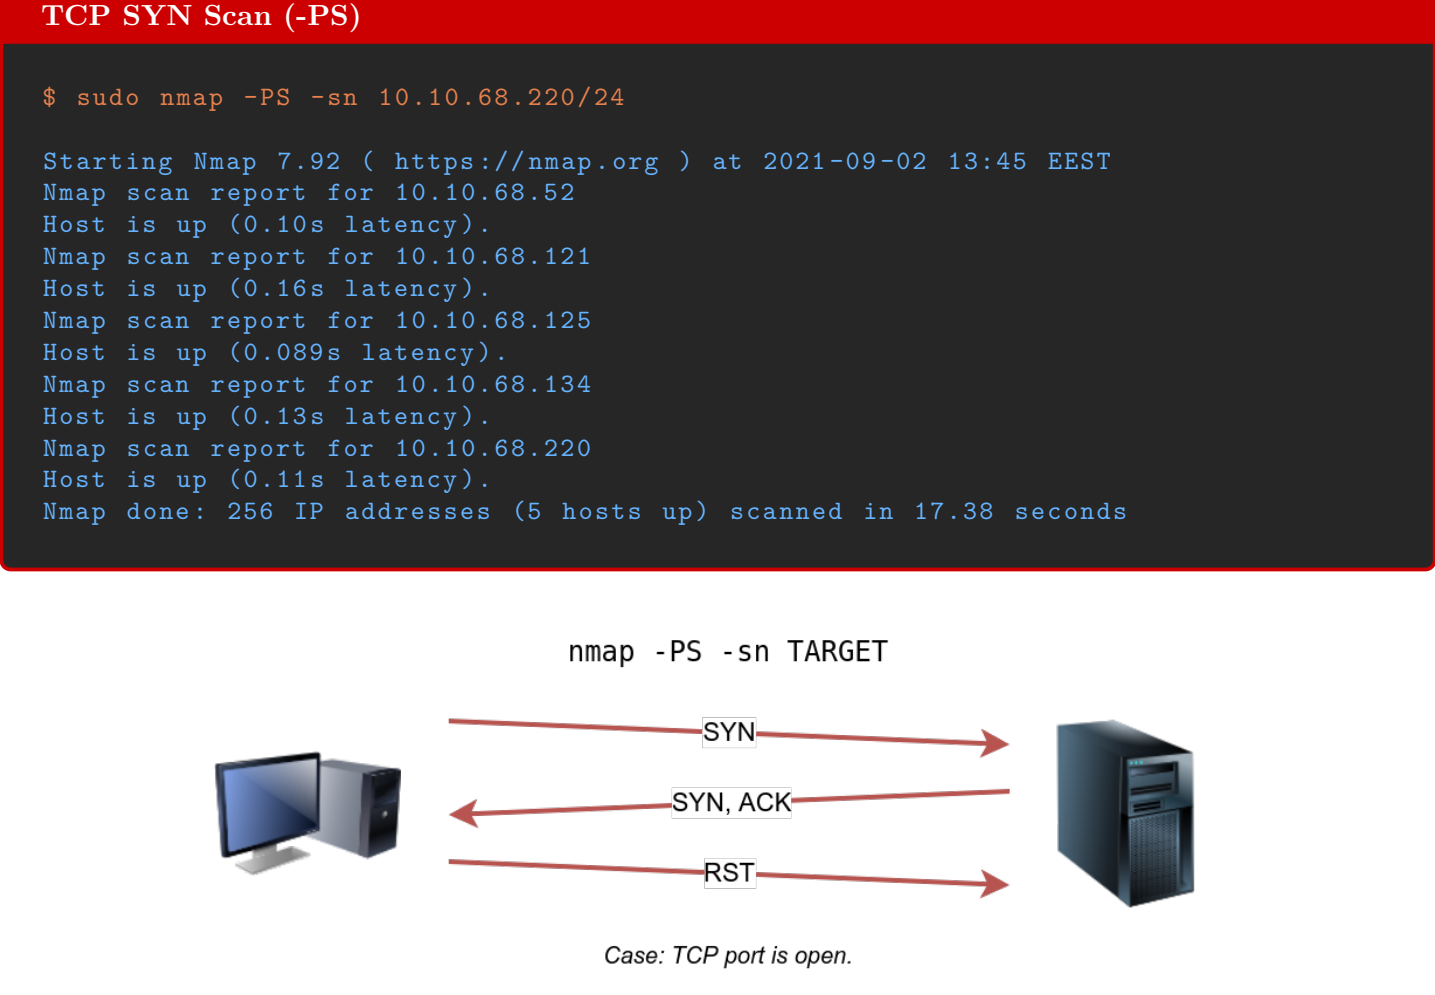 TCP SYN Scan (-PS)
$ sudo nmap -PS -sn 10.10.68.220/24
Starting Nmap 7.92 ( https://nmap.org ) at 2021-09-02 13:45 EEST
Nmap scan report for 10.10.68.52
Host is up (0.10s latency).
Nmap scan report for 10.10.68.121
Host is up (0.16s latency).
Nmap scan report for 10.10.68.125
Host is up (0.089s latency).
Nmap scan report for 10.10.68.134
Host is up (0.13s latency).
Nmap scan report for 10.10.68.220
Host is up (0.11s latency).
Nmap done: 256 IP addresses (5 hosts up) scanned in 17.38 seconds
nmap -PS -sn TARGET
SYN
SYN, ACK
RST
Case: TCP port is open.